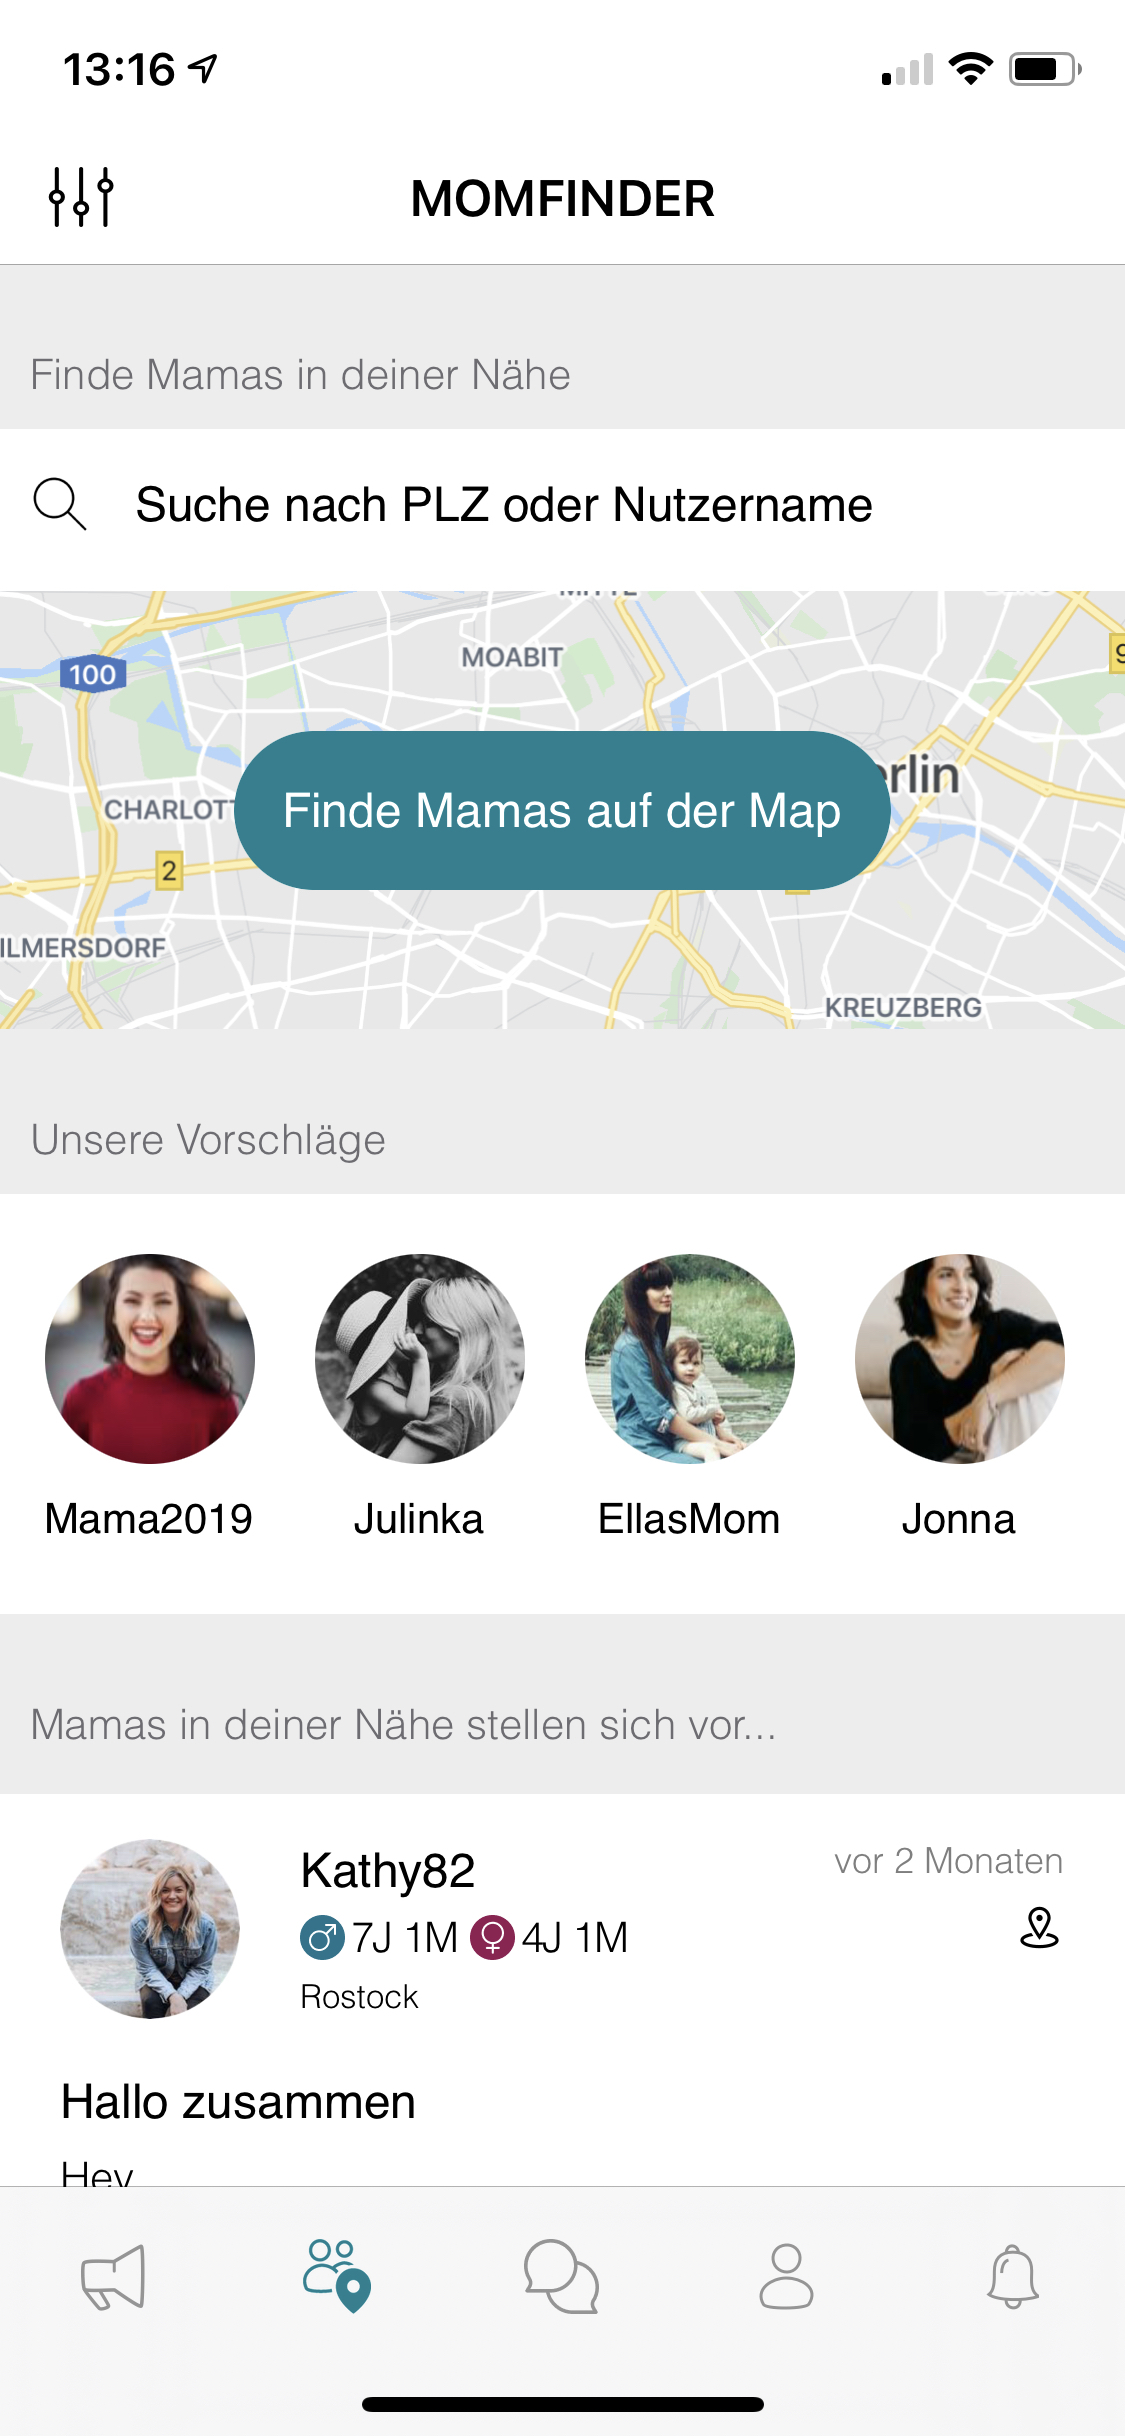 13:16
MOMFINDER
Finde Mamas in deiner Nähe
Suche nach PLZ oder Nutzername
MOABIT
100
CHARLOT
erlin
Finde Mamas auf der Map
2
ILMERSDORF
KREUZBERG
Unsere Vorschläge
Mama2019 Julinka EllasMom Jonna
Mamas in deiner Nähe stellen sich vor...
Kathy82
vor 2 Monaten
7J 1M 4J 1M
Rostock
Hallo zusammen
Hey